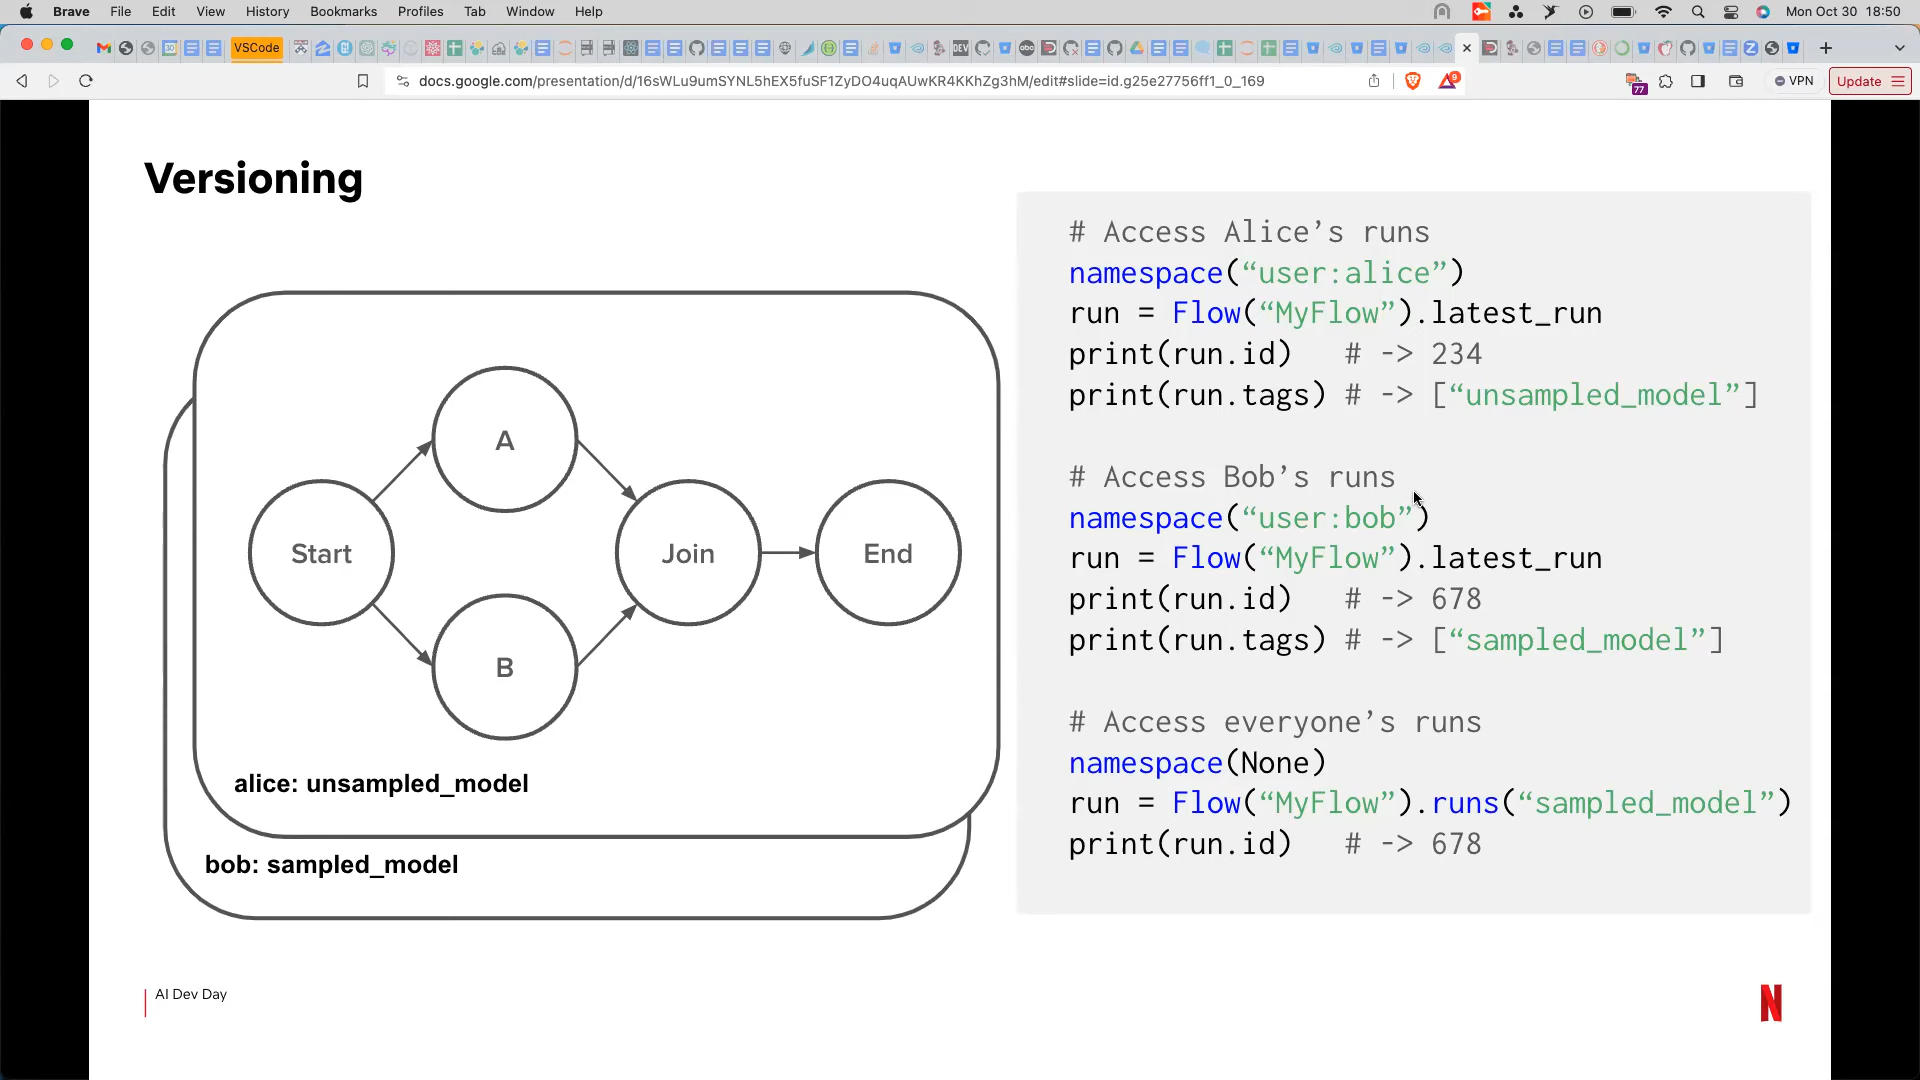 Brave File Edit View History Bookmarks Profiles Tab Window Help Mon Oct 30 18:50
VSCode
docs.google.com/presentation/d/16sWLu9umSYNL5hEX5fuSF1ZyDO4uqAUwKR4KKhZg3hM/edit#slide=id.g25e27756ff1_0_169
9
77
VPN
Update
Versioning
Start
A
B
Join
End
alice: unsampled_model
bob: sampled_model
# Access Alice’s runs
namespace(“user:alice”)
run = Flow(“MyFlow”).latest_run
print(run.id) # -> 234
print(run.tags) # -> [“unsampled_model”]
# Access Bob’s runs
namespace(“user:bob”)
run = Flow(“MyFlow”).latest_run
print(run.id) # -> 678
print(run.tags) # -> [“sampled_model”]
# Access everyone’s runs
namespace(None)
run = Flow(“MyFlow”).runs(“sampled_model”)
print(run.id) # -> 678
AI Dev Day
N